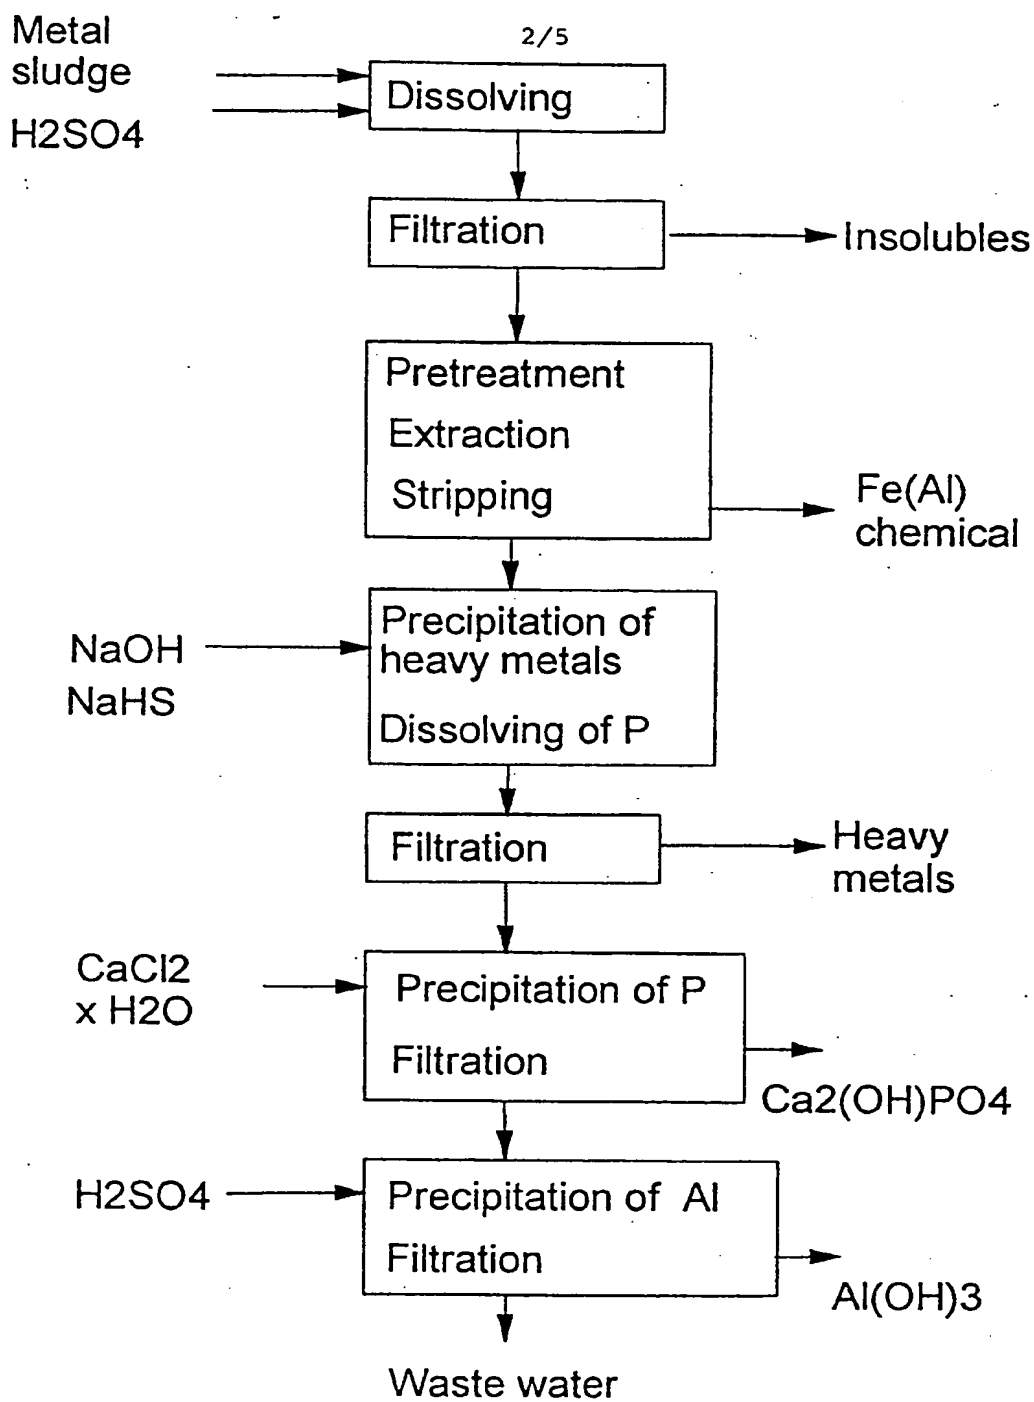 2/5
Metal
sludge
H2SO4
Dissolving
Filtration
Insolubles
Pretreatment
Extraction
Stripping
Fe(Al)
chemical
NaOH
NaHS
Precipitation of
heavy metals
Dissolving of P
Filtration
Heavy
metals
CaCl2
x H2O
Precipitation of P
Filtration
Ca2(OH)PO4
H2SO4
Precipitation of Al
Filtration
Al(OH)3
Waste water